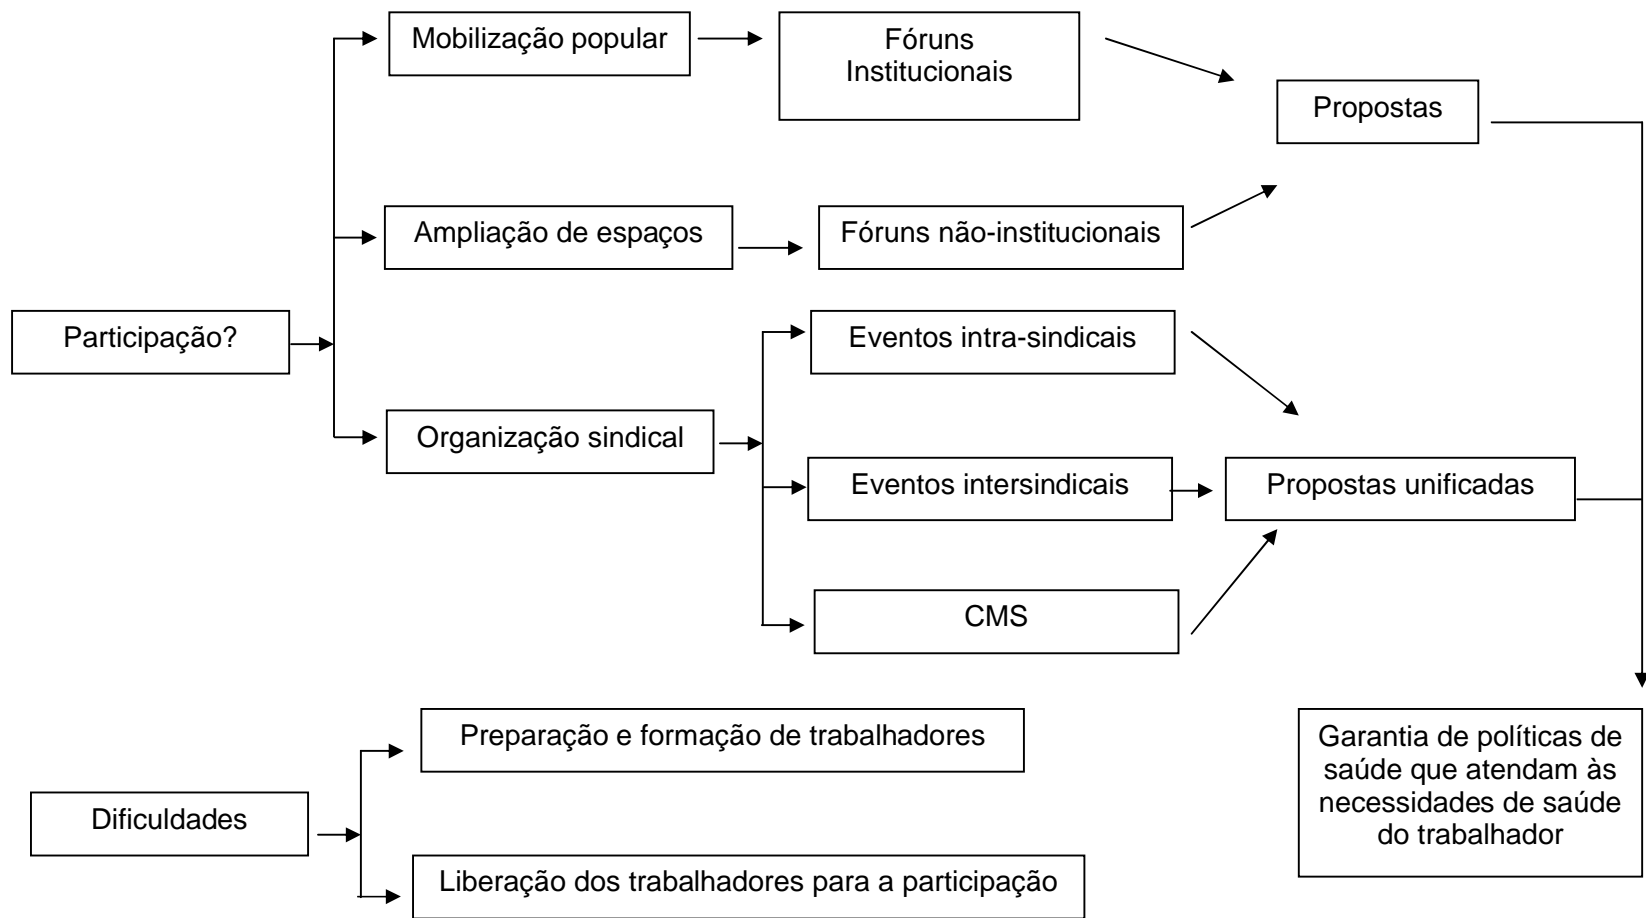 Mobilização popular
Fóruns
Institucionais
Propostas
Ampliação de espaços
Fóruns não-institucionais
Participação?
Eventos intra-sindicais
Organização sindical
Eventos intersindicais
Propostas unificadas
CMS
Preparação e formação de trabalhadores
Garantia de políticas de
saúde que atendam às
necessidades de saúde
do trabalhador
Dificuldades
Liberação dos trabalhadores para a participação